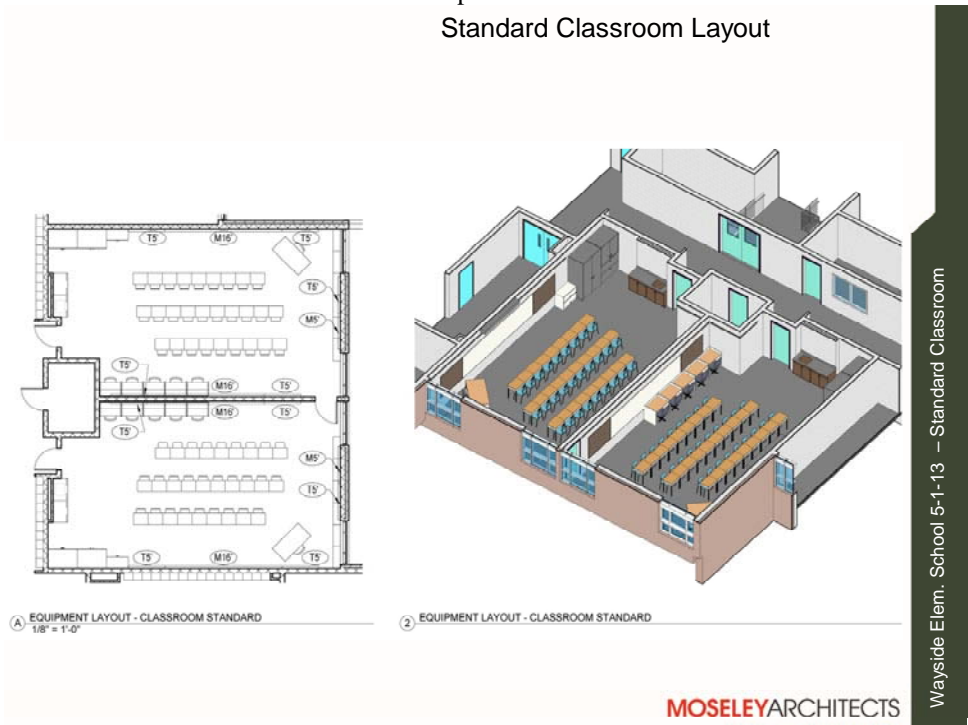 Standard Classroom Layout
T5'
M16'
T5'
T5'
M5'
T5'
M16'
T5'
M16'
T5'
T5'
M5'
T5'
T5'
M16'
T5'
A
EQUIPMENT LAYOUT - CLASSROOM STANDARD
1/8" = 1'-0"
2
EQUIPMENT LAYOUT - CLASSROOM STANDARD
MOSELEYARCHITECTS
Wayside Elem. School 5-1-13 – Standard Classroom